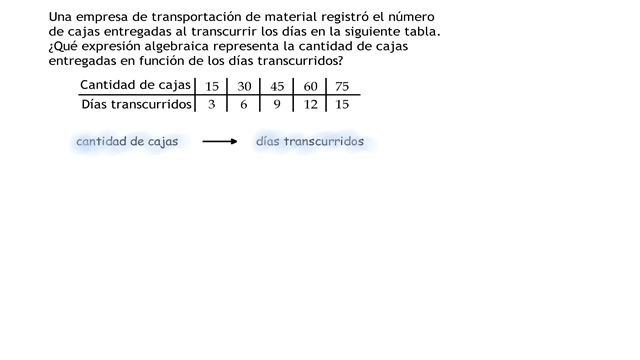 Una empresa de transportación de material registró el número
de cajas entregadas al transcurrir los días en la siguiente tabla.
¿Qué expresión algebraica representa la cantidad de cajas
entregadas en función de los días transcurridos?
Cantidad de cajas 15 30 45 60 75
Días transcurridos 3 6 9 12 15
cantidad de cajas días transcurridos